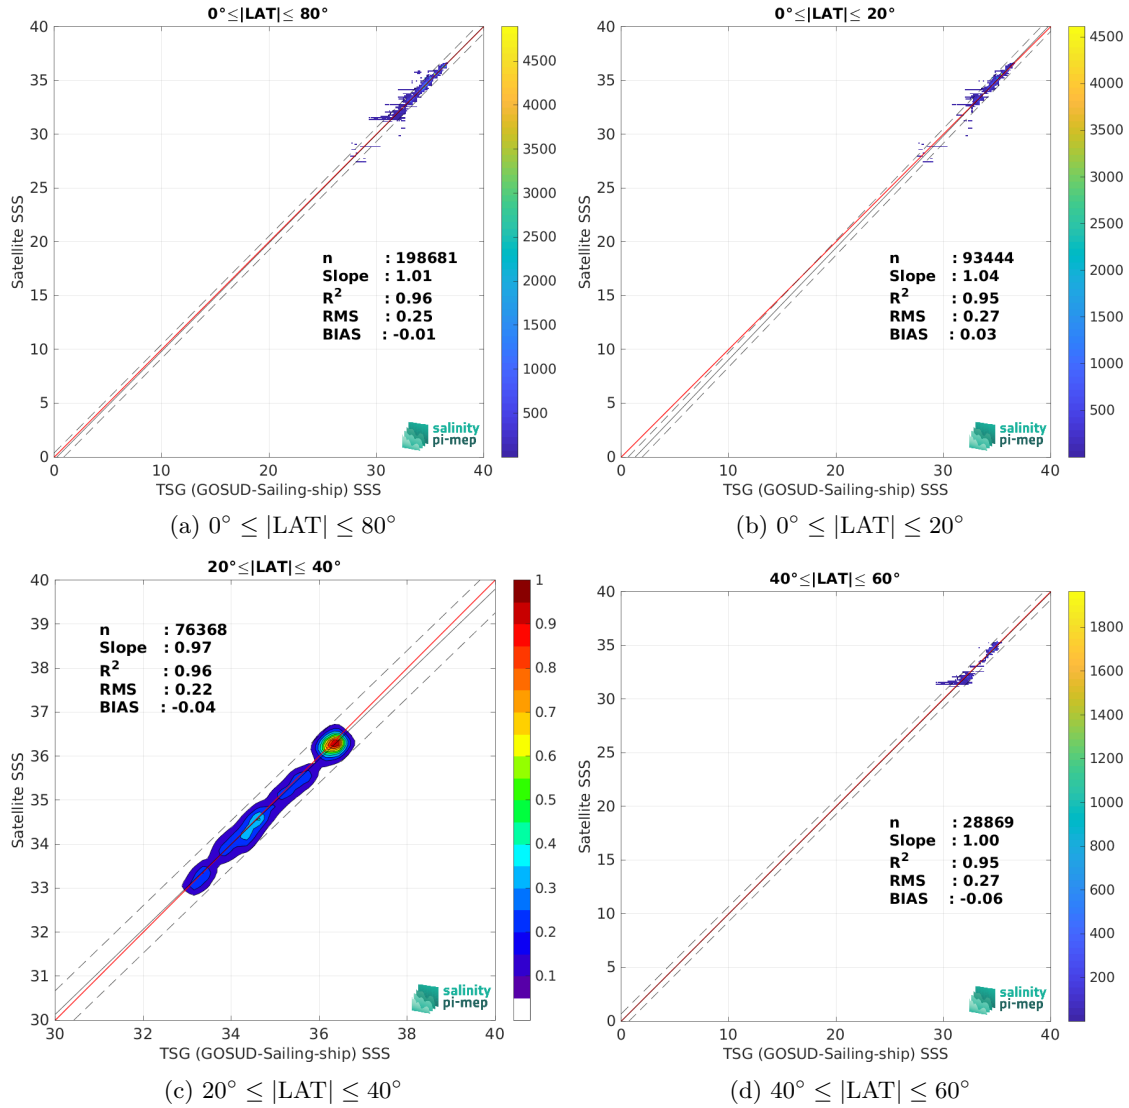 0°≤|LAT|≤ 80°
40
35
30
25
20
15
10
5
0
Satellite SSS
0
10
20
30
40
TSG (GOSUD-Sailing-ship) SSS
n : 198681
Slope : 1.01
R² : 0.96
RMS : 0.25
BIAS : -0.01
salinity
pi-mep
4500
4000
3500
3000
2500
2000
1500
1000
500
(a) 0° ≤ |LAT| ≤ 80°
0°≤|LAT|≤ 20°
40
35
30
25
20
15
10
5
0
Satellite SSS
0
10
20
30
40
TSG (GOSUD-Sailing-ship) SSS
n : 93444
Slope : 1.04
R² : 0.95
RMS : 0.27
BIAS : 0.03
salinity
pi-mep
4500
4000
3500
3000
2500
2000
1500
1000
500
(b) 0° ≤ |LAT| ≤ 20°
20°≤|LAT|≤ 40°
40
39
38
37
36
35
34
33
32
31
30
Satellite SSS
30
32
34
36
38
40
TSG (GOSUD-Sailing-ship) SSS
n : 76368
Slope : 0.97
R² : 0.96
RMS : 0.22
BIAS : -0.04
salinity
pi-mep
1
0.9
0.8
0.7
0.6
0.5
0.4
0.3
0.2
0.1
(c) 20° ≤ |LAT| ≤ 40°
40°≤|LAT|≤ 60°
40
35
30
25
20
15
10
5
0
Satellite SSS
0
10
20
30
40
TSG (GOSUD-Sailing-ship) SSS
n : 28869
Slope : 1.00
R² : 0.95
RMS : 0.27
BIAS : -0.06
salinity
pi-mep
1800
1600
1400
1200
1000
800
600
400
200
(d) 40° ≤ |LAT| ≤ 60°